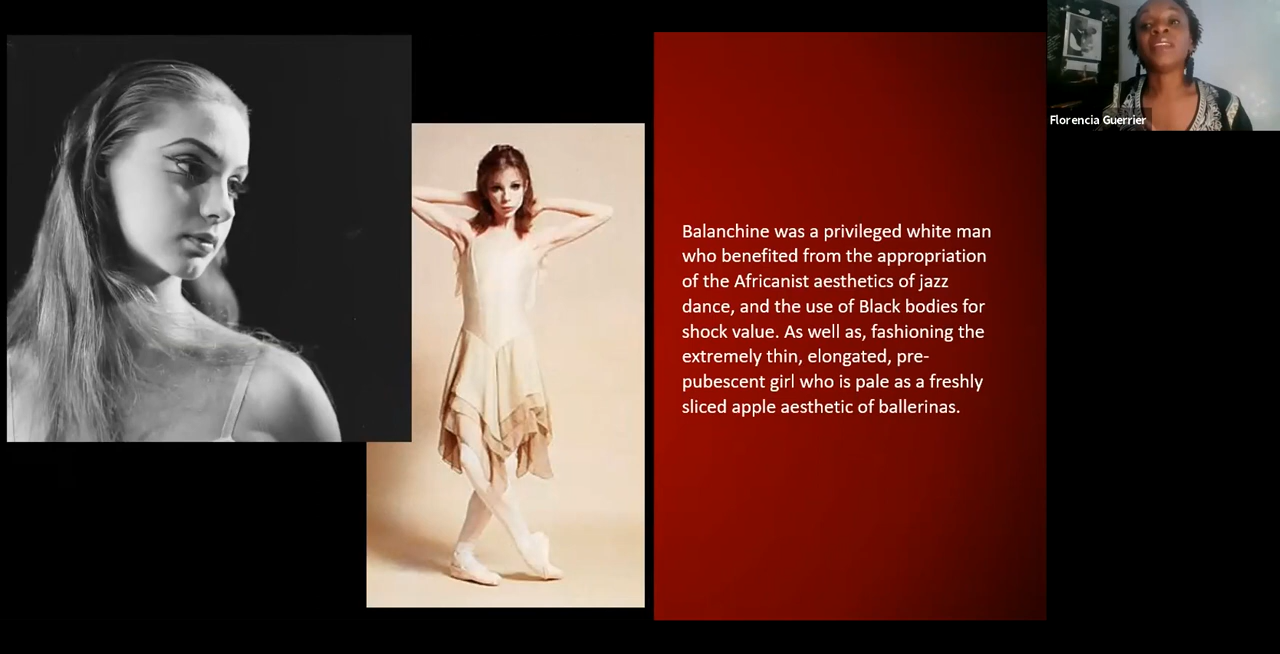 Balanchine was a privileged white man
who benefited from the appropriation
of the Africanist aesthetics of jazz
dance, and the use of Black bodies for
shock value. As well as, fashioning the
extremely thin, elongated, pre-
pubescent girl who is pale as a freshly
sliced apple aesthetic of ballerinas.
Florencia Guerrier